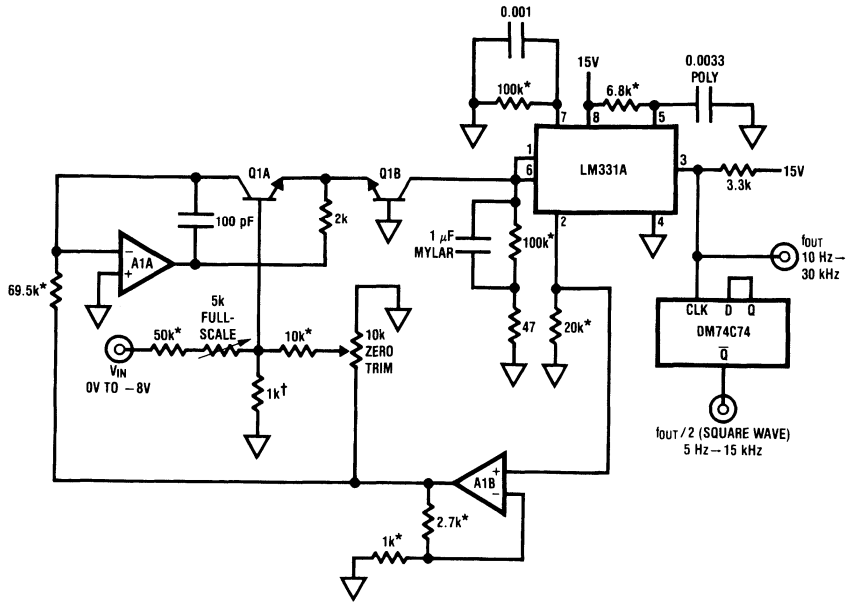 0.001
100k*
15V
6.8k*
0.0033
POLY
7
8
5
1
6
LM331A
3
3.3k
15V
2
4
Q1A
Q1B
100 pF
2k
1 μF
MYLAR
100k*
−
+
A1A
69.5k*
5k
FULL-
SCALE
50k*
10k*
10k
ZERO
TRIM
47
20k*
VIN
0V TO −8V
1k†
fOUT
10 Hz→
30 kHz
CLK
D
Q
DM74C74
Q̅
fOUT/2 (SQUARE WAVE)
5 Hz→15 kHz
A1B
+
−
2.7k*
1k*